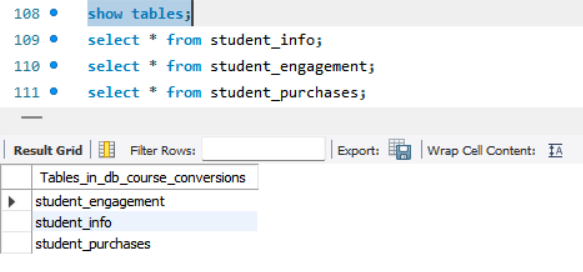 108 show tables;
109 select * from student_info;
110 select * from student_engagement;
111 select * from student_purchases;
Result Grid Filter Rows: Export: Wrap Cell Content: IA
Tables_in_db_course_conversions
student_engagement
student_info
student_purchases